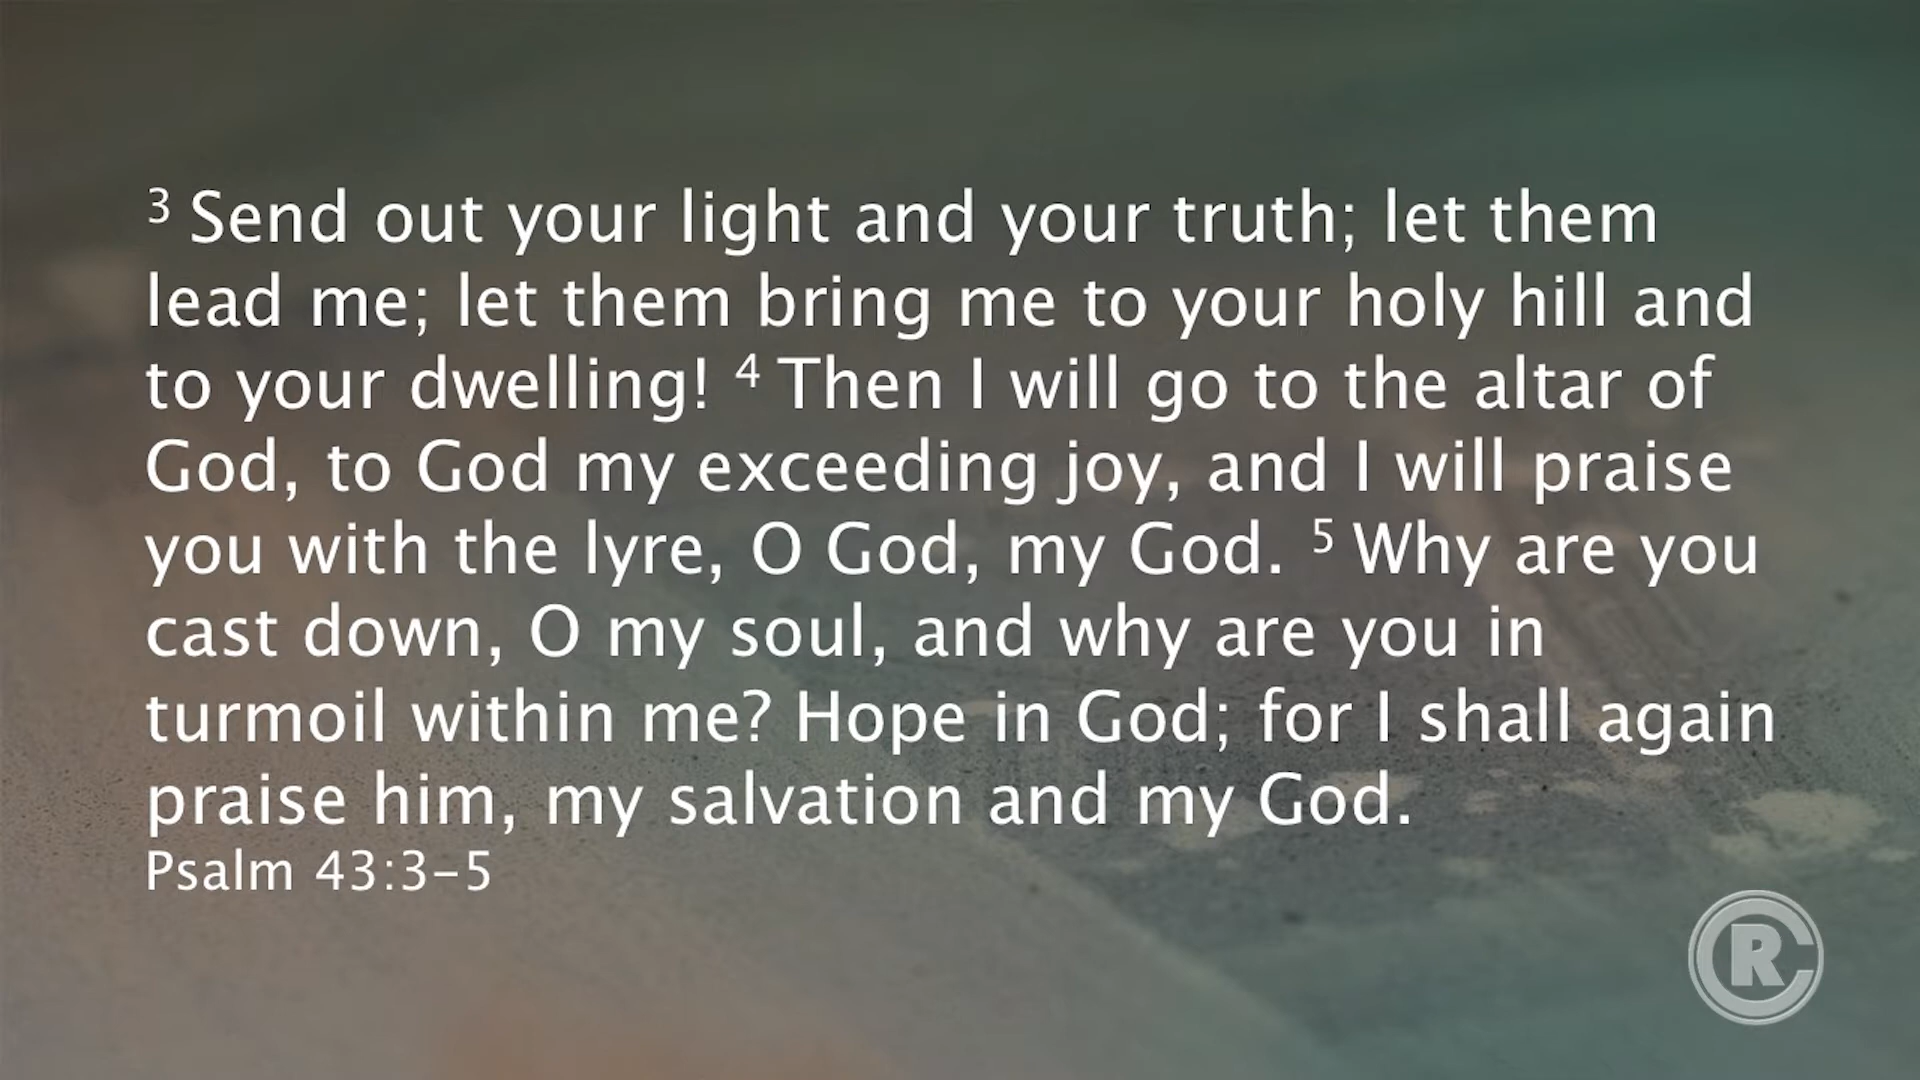 3 Send out your light and your truth; let them
lead me; let them bring me to your holy hill and
to your dwelling! 4 Then I will go to the altar of
God, to God my exceeding joy, and I will praise
you with the lyre, O God, my God. 5 Why are you
cast down, O my soul, and why are you in
turmoil within me? Hope in God; for I shall again
praise him, my salvation and my God.
Psalm 43:3–5
CR